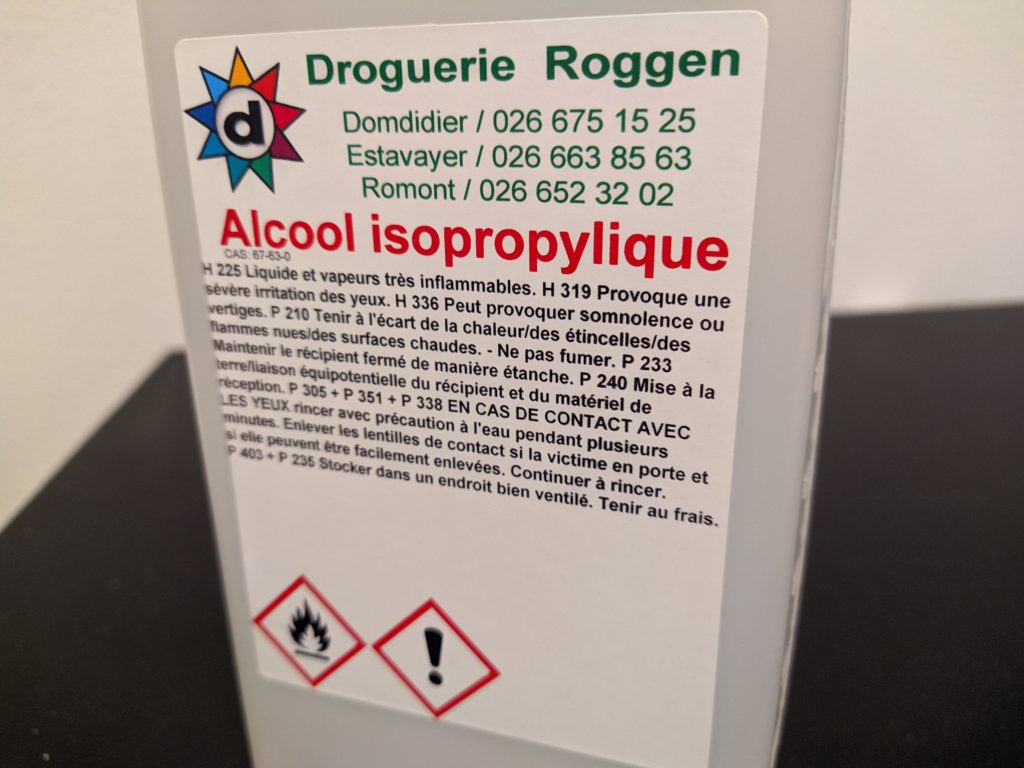 d
Droguerie Roggen
Domdidier / 026 675 15 25
Estavayer / 026 663 85 63
Romont / 026 652 32 02
Alcool isopropylique
CAS: 67-63-0
H 225 Liquide et vapeurs très inflammables. H 319 Provoque une
sévère irritation des yeux. H 336 Peut provoquer somnolence ou
vertiges. P 210 Tenir à l'écart de la chaleur/des étincelles/des
flammes nues/des surfaces chaudes. - Ne pas fumer. P 233
Maintenir le récipient fermé de manière étanche. P 240 Mise à la
terre/liaison équipotentielle du récipient et du matériel de
réception. P 305 + P 351 + P 338 EN CAS DE CONTACT AVEC
LES YEUX rincer avec précaution à l'eau pendant plusieurs
minutes. Enlever les lentilles de contact si la victime en porte et
si elle peuvent être facilement enlevées. Continuer à rincer.
P 403 + P 235 Stocker dans un endroit bien ventilé. Tenir au frais.